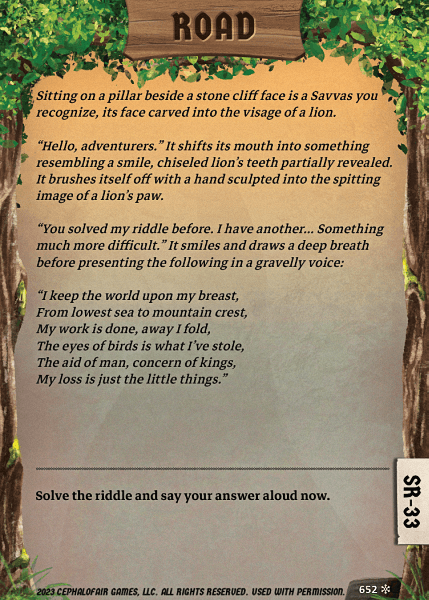 ROAD
Sitting on a pillar beside a stone cliff face is a Savvas you
recognize, its face carved into the visage of a lion.
“Hello, adventurers.” It shifts its mouth into something
resembling a smile, chiseled lion’s teeth partially revealed.
It brushes itself off with a hand sculpted into the spitting
image of a lion’s paw.
“You solved my riddle before. I have another... Something
much more difficult.” It smiles and draws a deep breath
before presenting the following in a gravelly voice:
“I keep the world upon my breast,
From lowest sea to mountain crest,
My work is done, away I fold,
The eyes of birds is what I’ve stole,
The aid of man, concern of kings,
My loss is just the little things.”
Solve the riddle and say your answer aloud now.
SR-33
2023 CEPHALOFAIR GAMES, LLC. ALL RIGHTS RESERVED. USED WITH PERMISSION.
652